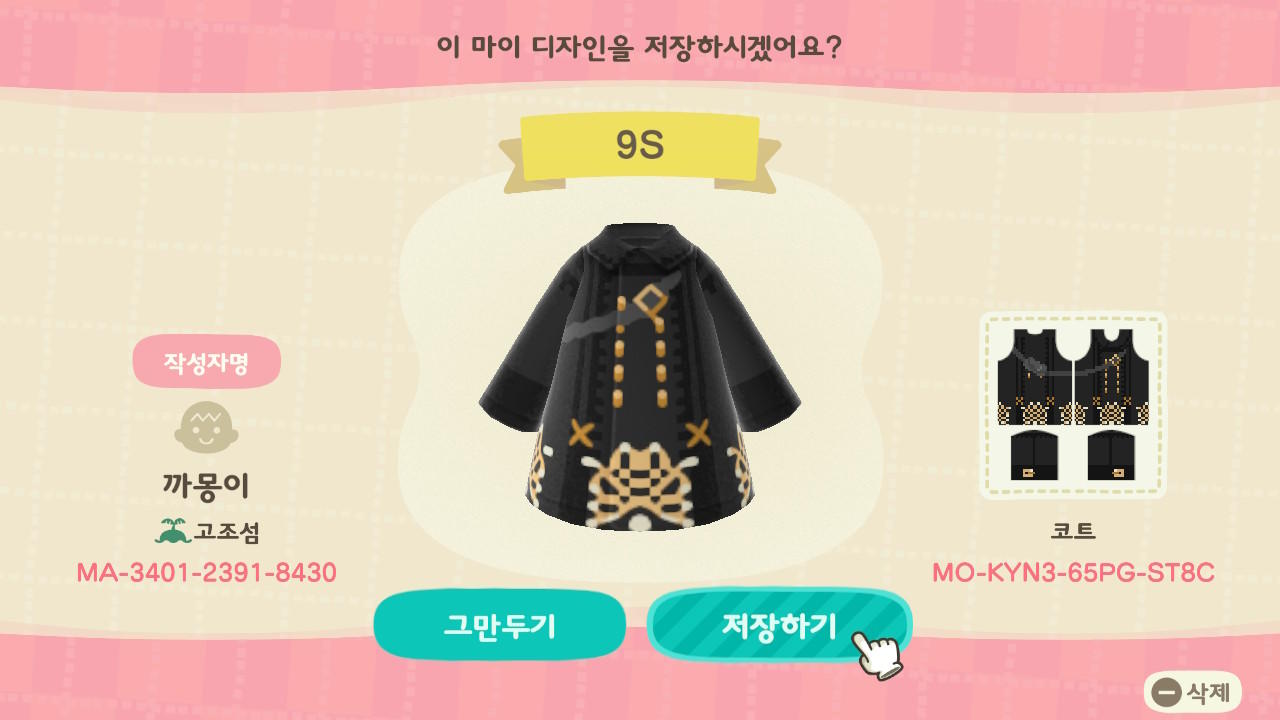 이 마이 디자인을 저장하시겠어요?
9S
작성자명
까몽이
고조섬
MA-3401-2391-8430
코트
MO-KYN3-65PG-ST8C
그만두기
저장하기
삭제